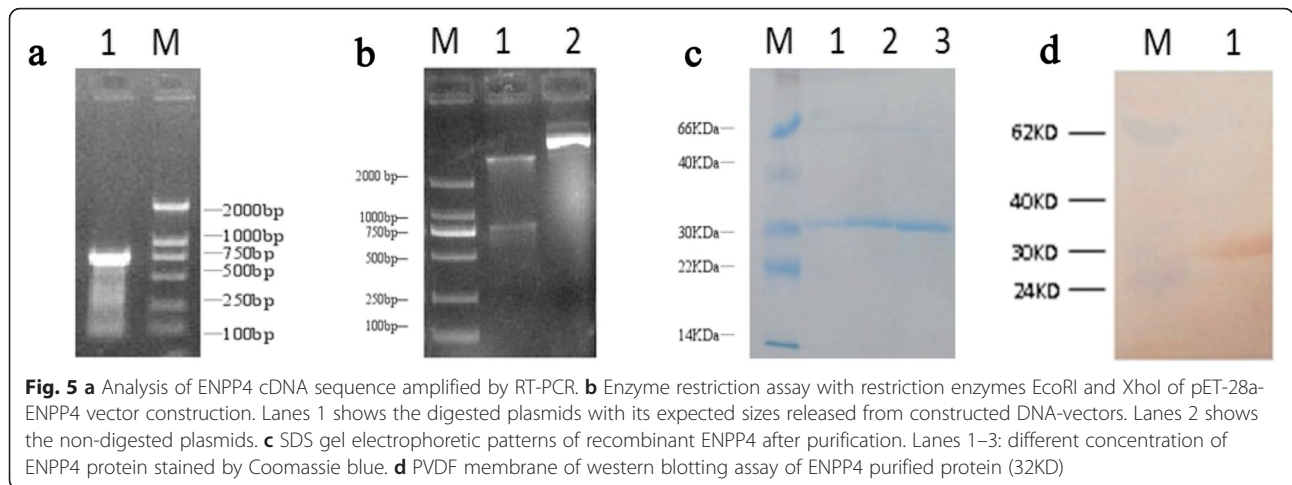 a
1 M
2000bp
1000bp
750bp
500bp
250bp
100bp
b
M 1 2
2000 bp
1000bp
750bp
500bp
250bp
100bp
c
M 1 2 3
66KDa
40KDa
30KDa
22KDa
14KDa
d
M 1
62KD
40KD
30KD
24KD
Fig. 5 a Analysis of ENPP4 cDNA sequence amplified by RT-PCR. b Enzyme restriction assay with restriction enzymes EcoRI and XhoI of pET-28a-
ENPP4 vector construction. Lanes 1 shows the digested plasmids with its expected sizes released from constructed DNA-vectors. Lanes 2 shows
the non-digested plasmids. c SDS gel electrophoretic patterns of recombinant ENPP4 after purification. Lanes 1–3: different concentration of
ENPP4 protein stained by Coomassie blue. d PVDF membrane of western blotting assay of ENPP4 purified protein (32KD)